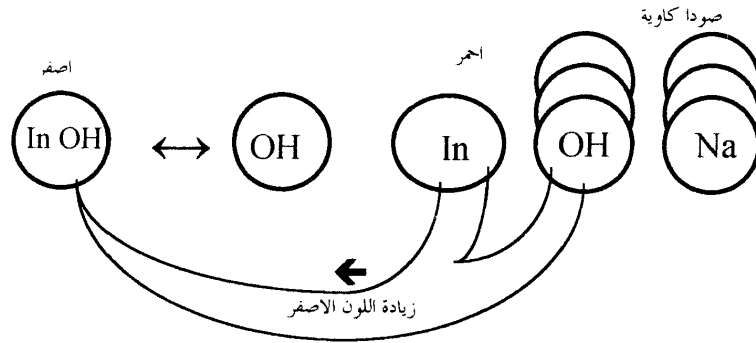 صودا كاوية
احمر
اصفر
In OH
OH
In
OH
Na
زيادة اللون الاصفر